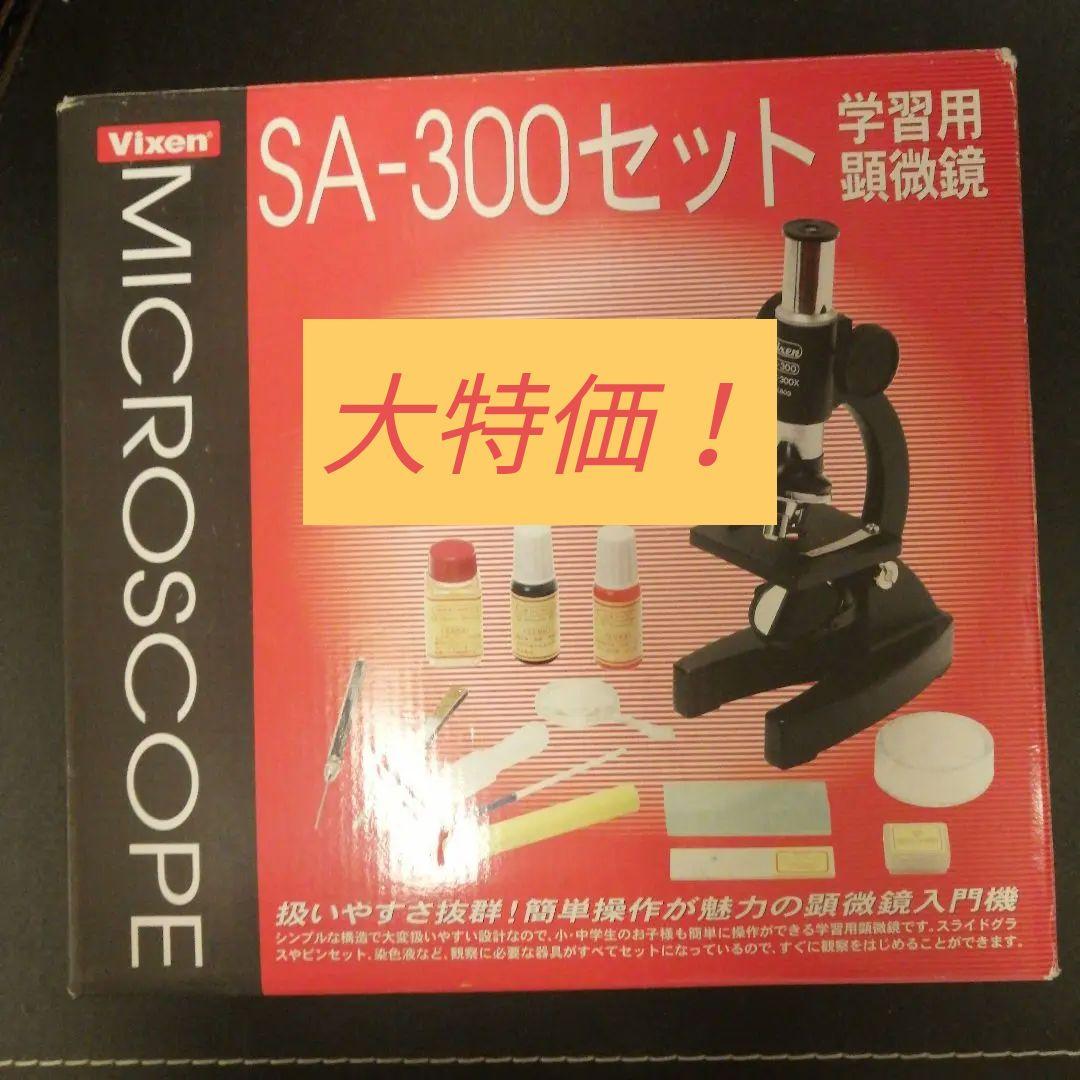 Vixen
MICROSCOPE
SA-300セット
学習用
顕微鏡
大特価！
扱いやすさ抜群！簡単操作が魅力の顕微鏡入門機
シンプルな構造で大変扱いやすい設計なので、小・中学生のお子様も簡単に操作ができる学習用顕微鏡です。スライドグラ
スやピンセット、染色液など、観察に必要な器具がすべてセットになっているので、すぐに観察をはじめることができます。